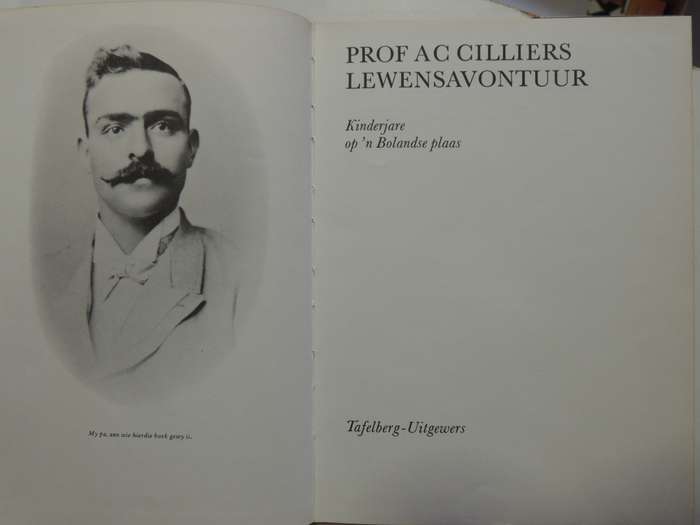 My pa, aan wie hierdie boek gewy is.
PROF A C CILLIERS
LEWENSAVONTUUR
Kinderjare
op 'n Bolandse plaas
Tafelberg-Uitgewers